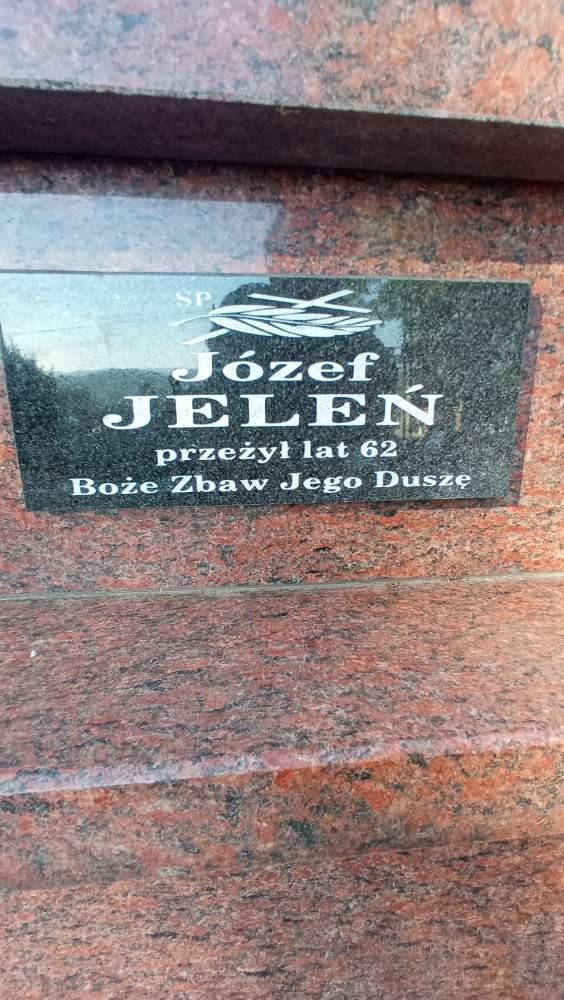 ŚP.
Józef
JELEŃ
przeżył lat 62
Boże Zbaw Jego Duszę